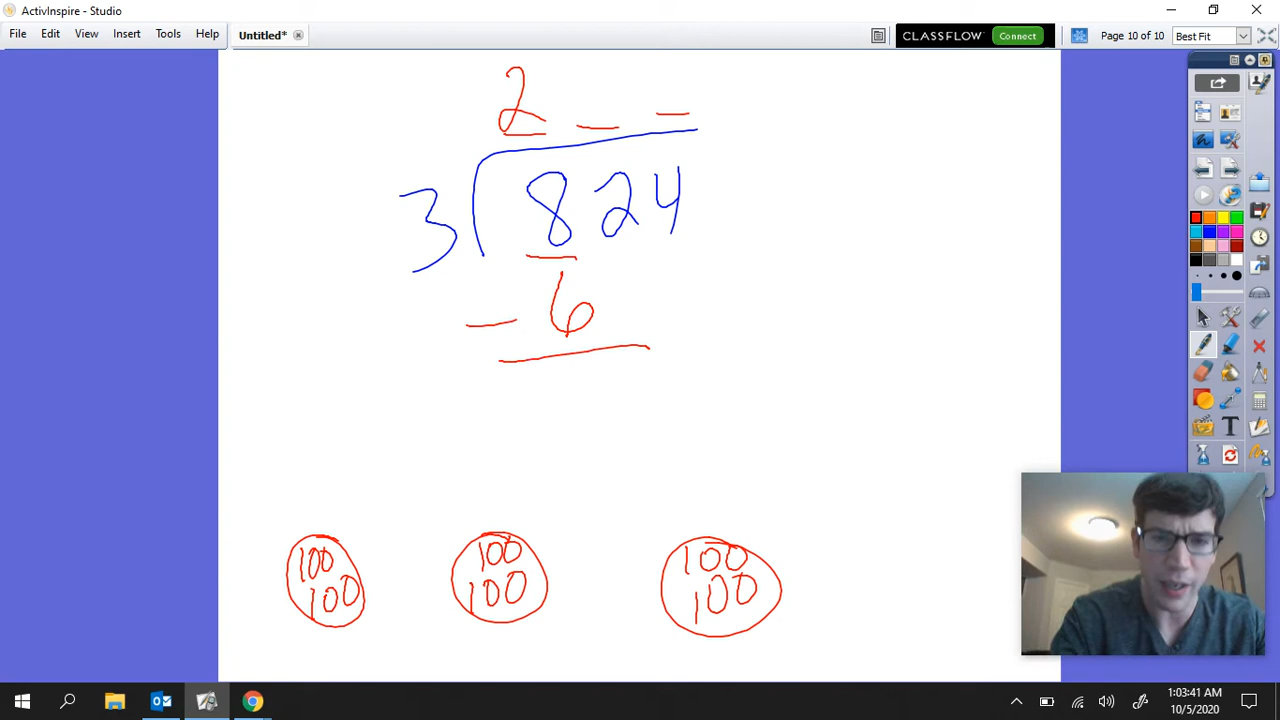 ActivInspire - Studio
File Edit View Insert Tools Help Untitled* CLASSFLOW Connect Page 10 of 10 Best Fit
2 _ _
3 824
- 6
100 100 100
100 100 100
1:03:41 AM
10/5/2020